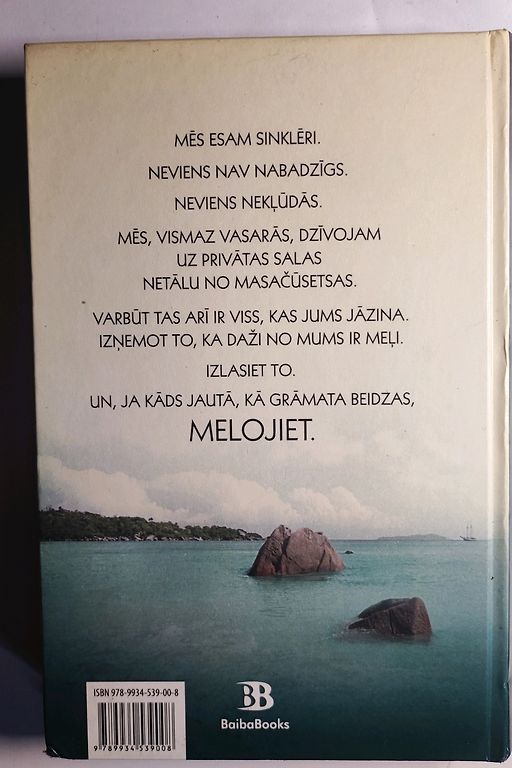 MĒS ESAM SINKLĒRI.
NEVIENS NAV NABADZĪGS.
NEVIENS NEKĻŪDĀS.
MĒS, VISMAZ VASARĀS, DZĪVOJAM
UZ PRIVĀTAS SALAS
NETĀLU NO MASAČŪSETSAS.
VARBŪT TAS ARĪ IR VISS, KAS JUMS JĀZINA.
IZŅEMOT TO, KA DAŽI NO MUMS IR MEĻI.
IZLASIET TO.
UN, JA KĀDS JAUTĀ, KĀ GRĀMATA BEIDZAS,
MELOJIET.
ISBN 978-9934-539-00-8
9 789934 539008
BB
BaibaBooks